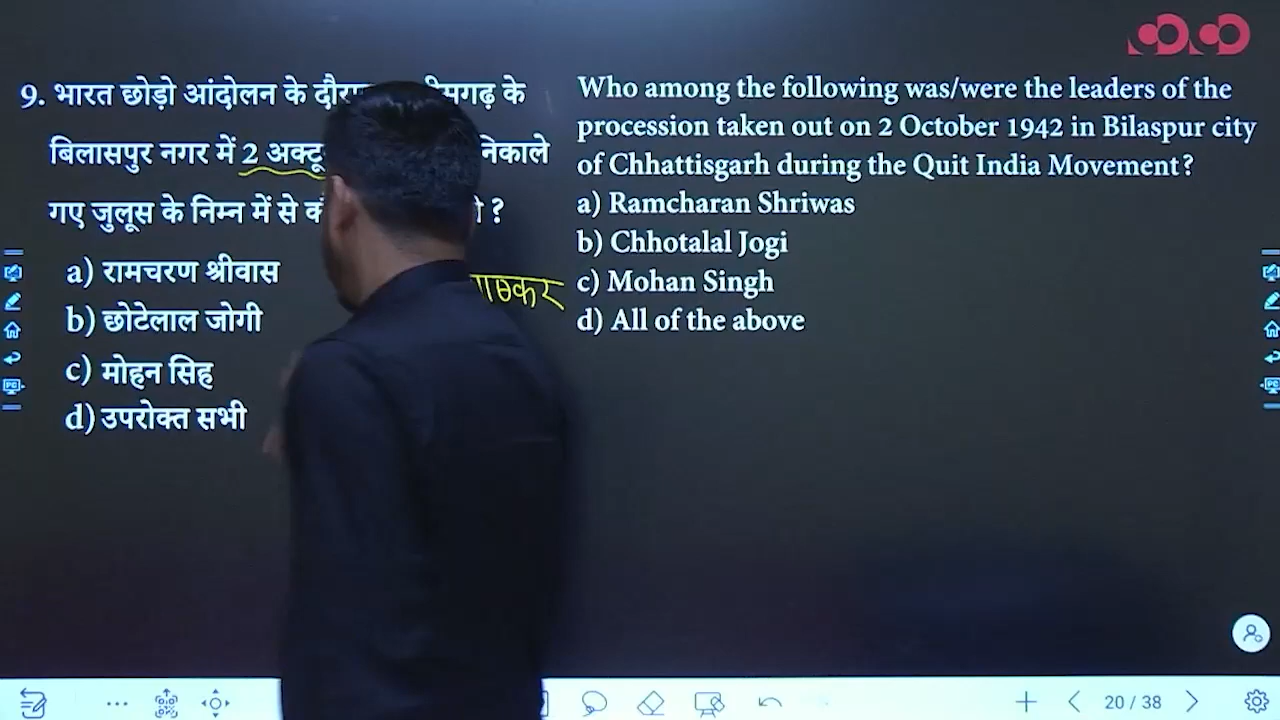 9. भारत छोड़ो आंदोलन के के
बिलासपुर नगर में 2 निकाले
गए जुलूस के निम्न में से ?
a) रामचरण श्रीवास
b) छोटेलाल जोगी
c) मोहन सिह
d) उपरोक्त सभी
Who among the following was/were the leaders of the
procession taken out on 2 October 1942 in Bilaspur city
of Chhattisgarh during the Quit India Movement?
a) Ramcharan Shriwas
b) Chhotalal Jogi
c) Mohan Singh
d) All of the above
20 / 38